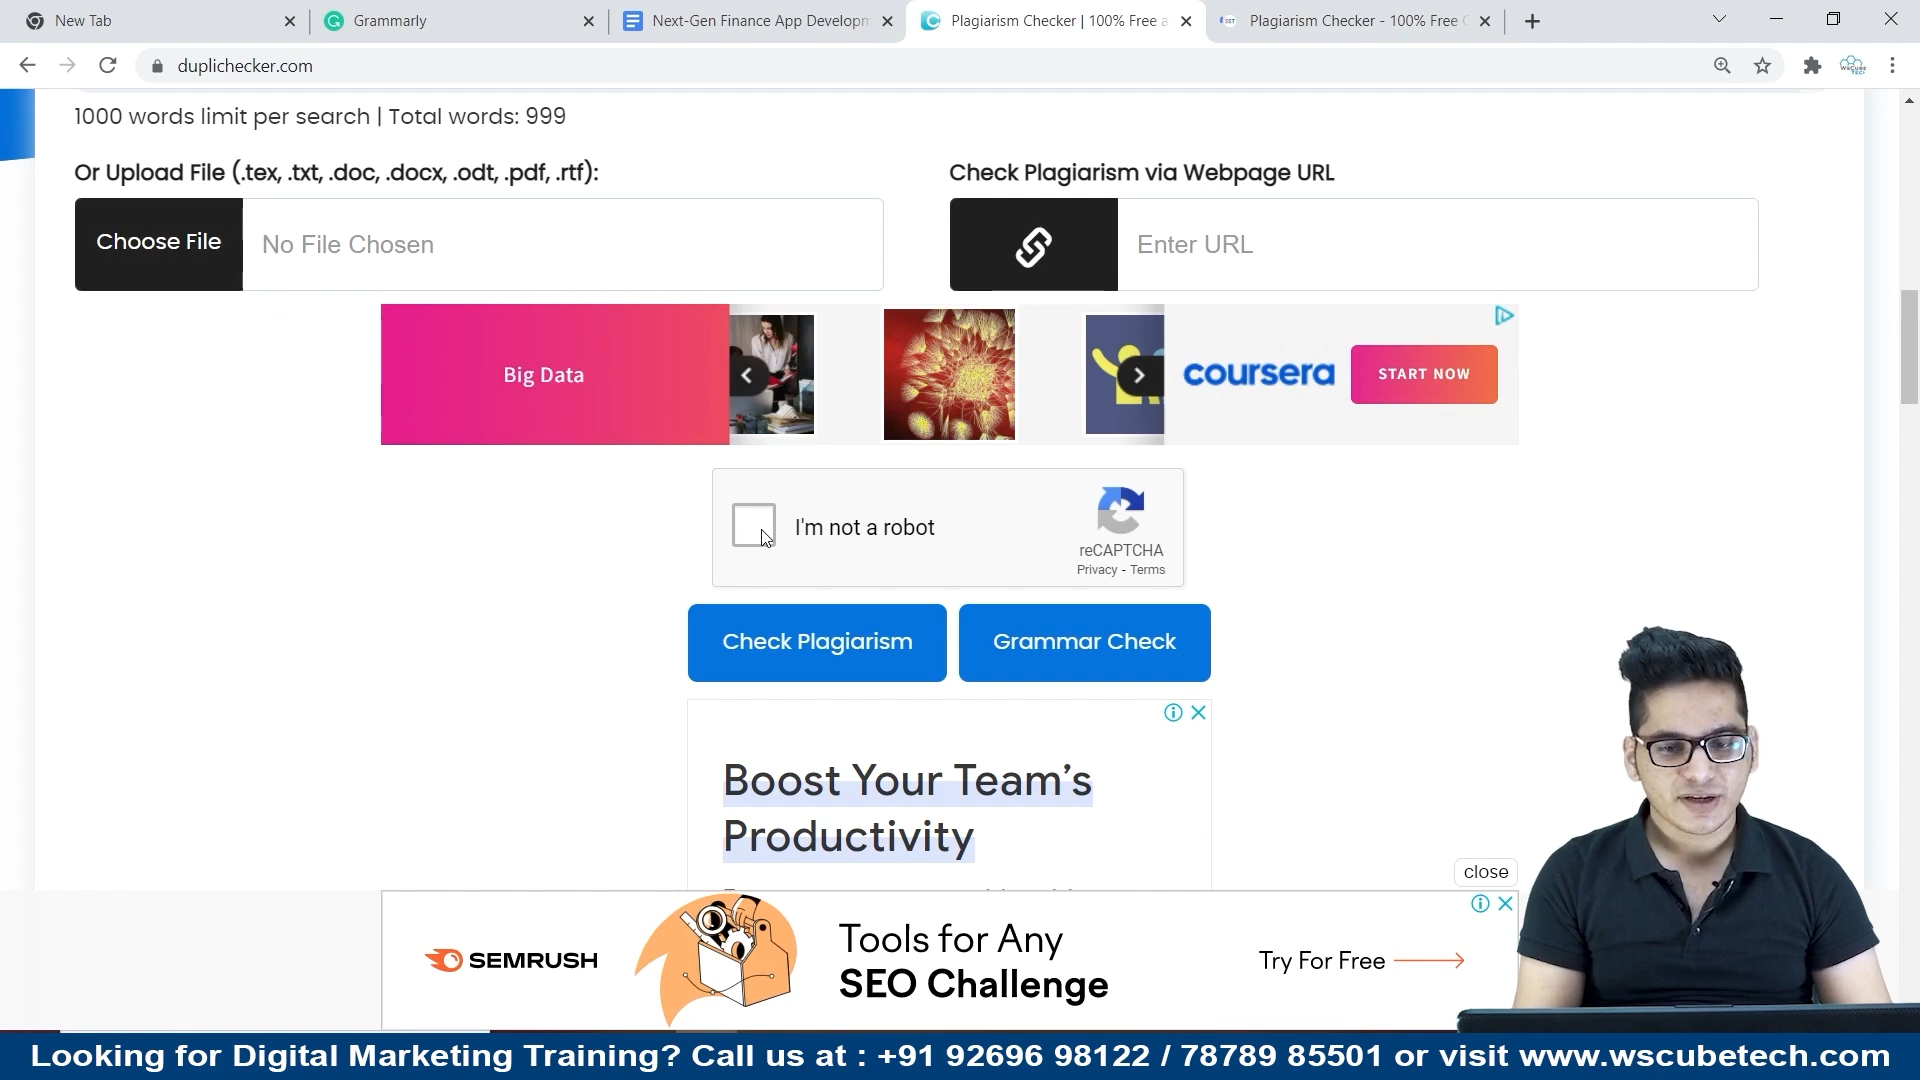 New Tab
Grammarly
Next-Gen Finance App Developm
Plagiarism Checker | 100% Free a
SST
Plagiarism Checker - 100% Free
duplichecker.com
WSCUBE TECH
1000 words limit per search | Total words: 999
Or Upload File (.tex, .txt, .doc, .docx, .odt, .pdf, .rtf):
Check Plagiarism via Webpage URL
Choose File
No File Chosen
Enter URL
Big Data
coursera
START NOW
I'm not a robot
reCAPTCHA
Privacy - Terms
Check Plagiarism
Grammar Check
Boost Your Team's
Productivity
close
SEMRUSH
Tools for Any
SEO Challenge
Try For Free
Looking for Digital Marketing Training? Call us at : +91 92696 98122 / 78789 85501 or visit www.wscubetech.com